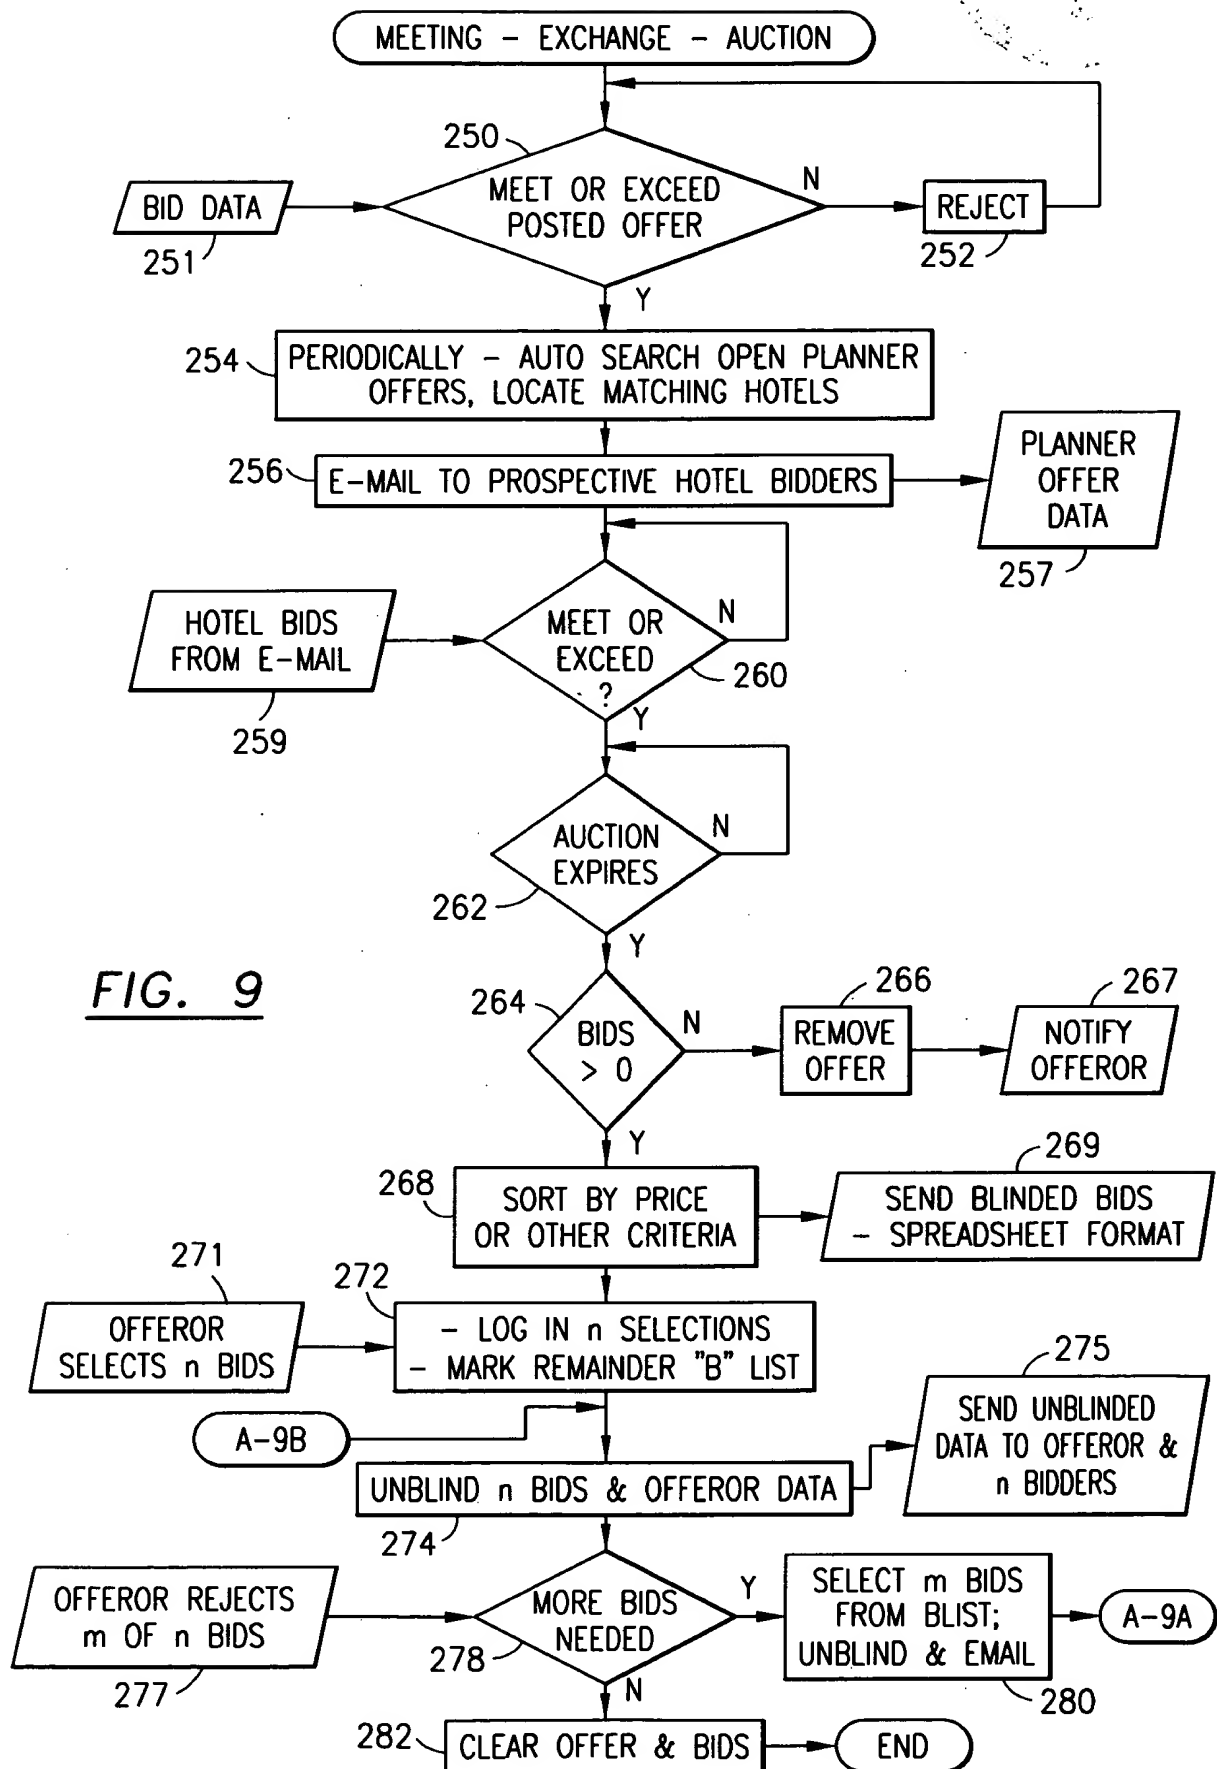 MEETING - EXCHANGE - AUCTION
250
MEET OR EXCEED
POSTED OFFER
N
BID DATA
251
REJECT
252
Y
254
PERIODICALLY - AUTO SEARCH OPEN PLANNER
OFFERS, LOCATE MATCHING HOTELS
256
E-MAIL TO PROSPECTIVE HOTEL BIDDERS
PLANNER
OFFER
DATA
257
HOTEL BIDS
FROM E-MAIL
259
MEET OR
EXCEED
?
N
260
Y
AUCTION
EXPIRES
N
262
Y
FIG. 9
264
BIDS
> 0
N
266
REMOVE
OFFER
267
NOTIFY
OFFEROR
Y
268
SORT BY PRICE
OR OTHER CRITERIA
269
SEND BLINDED BIDS
- SPREADSHEET FORMAT
271
OFFEROR
SELECTS n BIDS
272
- LOG IN n SELECTIONS
- MARK REMAINDER "B" LIST
A-9B
275
SEND UNBLINDED
DATA TO OFFEROR &
n BIDDERS
UNBLIND n BIDS & OFFEROR DATA
274
OFFEROR REJECTS
m OF n BIDS
277
MORE BIDS
NEEDED
278
Y
SELECT m BIDS
FROM BLIST;
UNBLIND & EMAIL
280
A-9A
N
282
CLEAR OFFER & BIDS
END